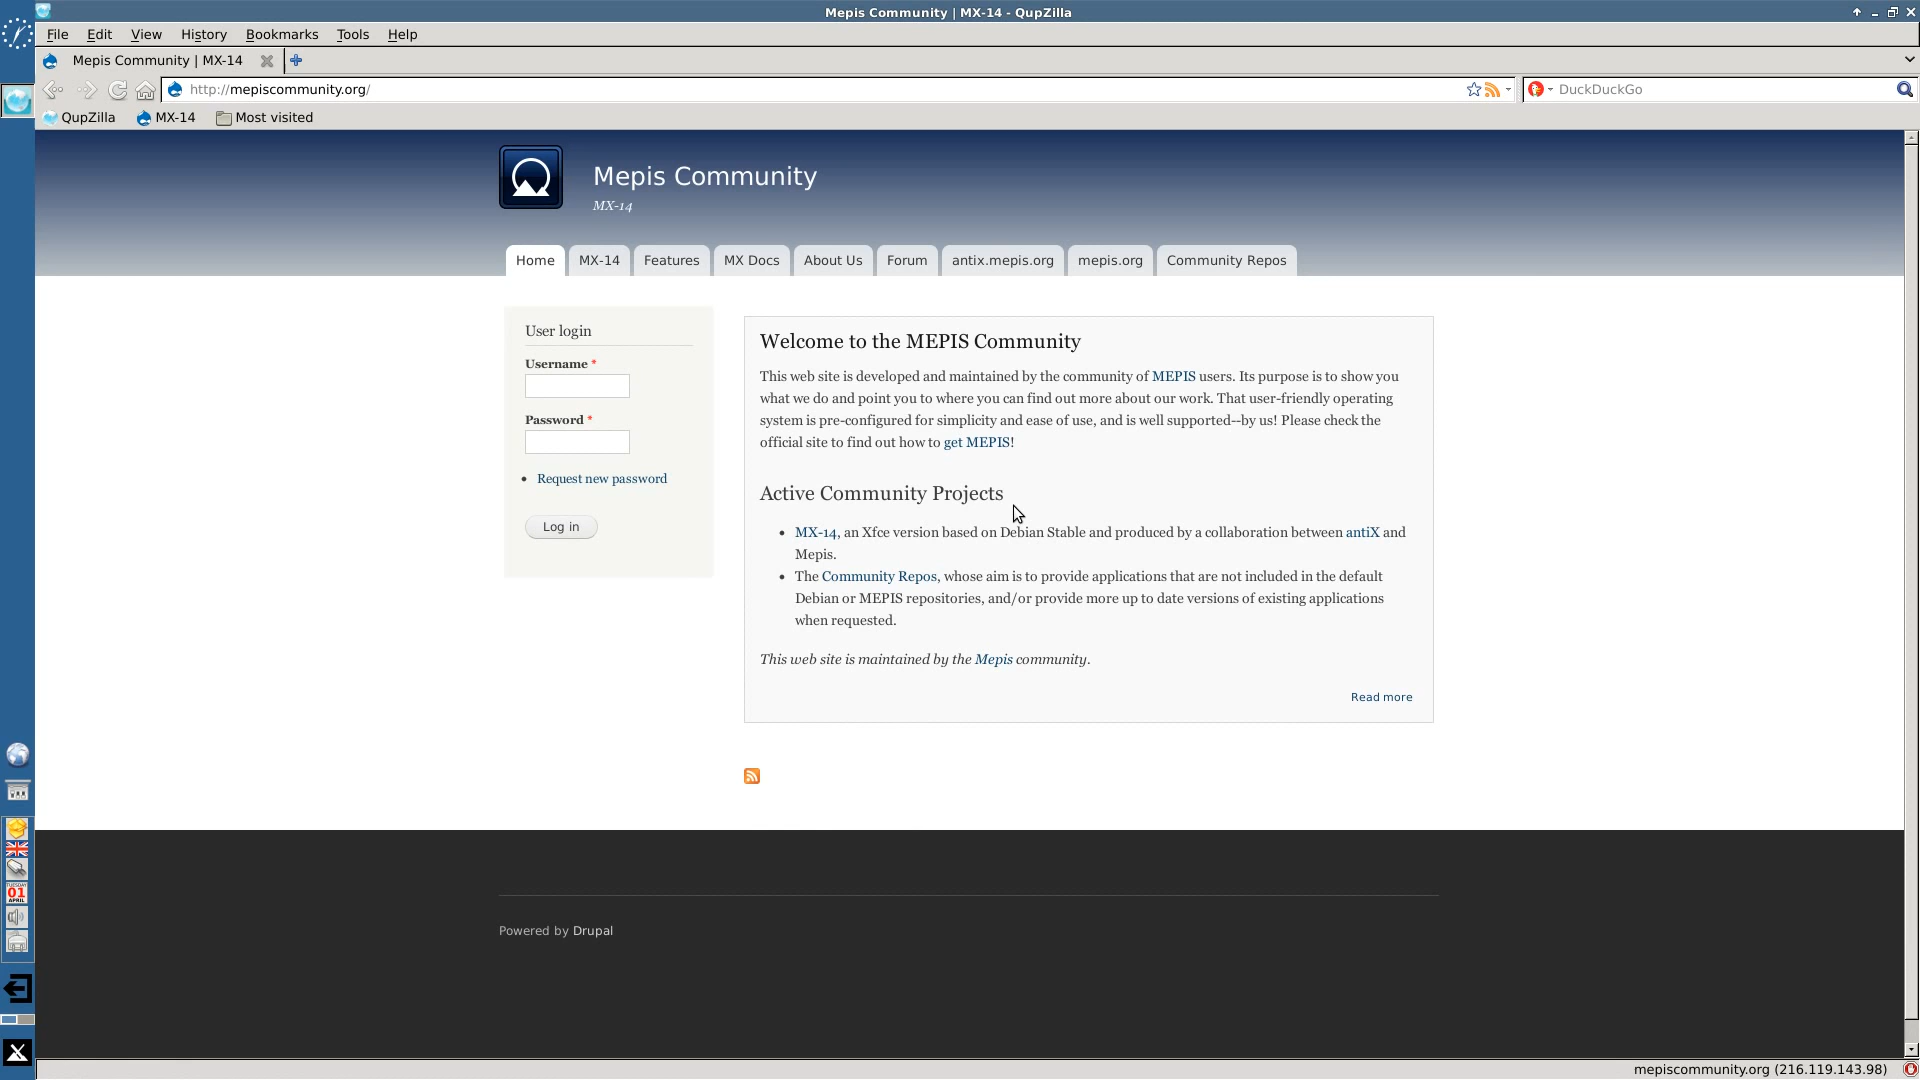 Mepis Community | MX-14 - QupZilla
File Edit View History Bookmarks Tools Help
Mepis Community | MX-14
http://mepiscommunity.org/
DuckDuckGo
QupZilla MX-14 Most visited
Mepis Community
MX-14
Home MX-14 Features MX Docs About Us Forum antix.mepis.org mepis.org Community Repos
User login
Username *
Password *
Request new password
Log in
Welcome to the MEPIS Community
This web site is developed and maintained by the community of MEPIS users. Its purpose is to show you
what we do and point you to where you can find out more about our work. That user-friendly operating
system is pre-configured for simplicity and ease of use, and is well supported--by us! Please check the
official site to find out how to get MEPIS!
Active Community Projects
MX-14, an Xfce version based on Debian Stable and produced by a collaboration between antiX and
Mepis.
The Community Repos, whose aim is to provide applications that are not included in the default
Debian or MEPIS repositories, and/or provide more up to date versions of existing applications
when requested.
This web site is maintained by the Mepis community.
Read more
TUESDAY
01
APRIL
Powered by Drupal
mepiscommunity.org (216.119.143.98)